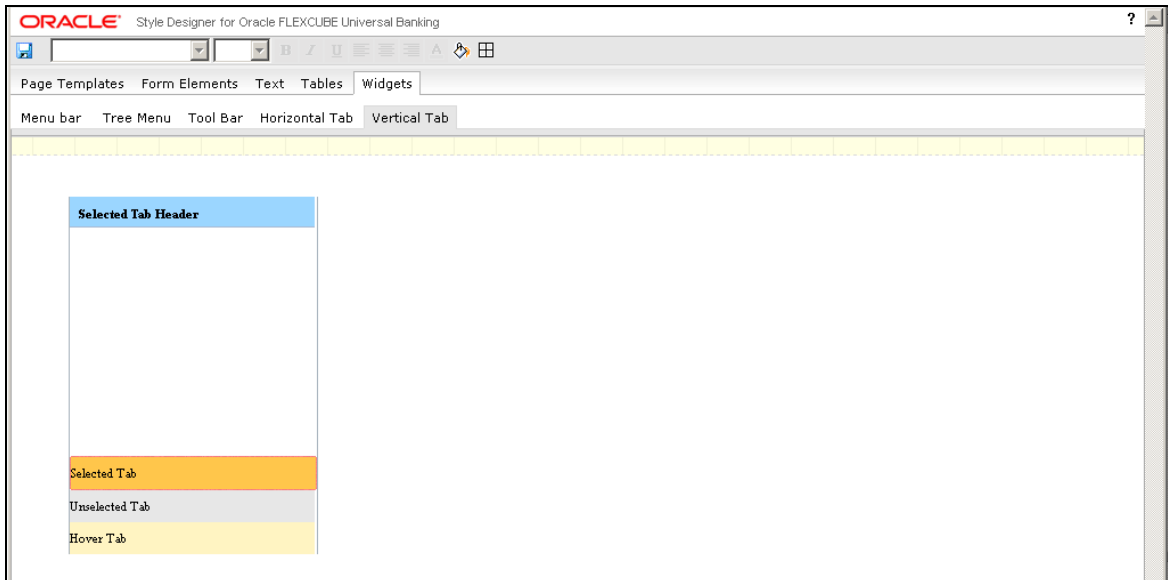 ORACLE® Style Designer for Oracle FLEXCUBE Universal Banking ?
B I U A
Page Templates Form Elements Text Tables Widgets
Menu bar Tree Menu Tool Bar Horizontal Tab Vertical Tab
Selected Tab Header
Selected Tab
Unselected Tab
Hover Tab